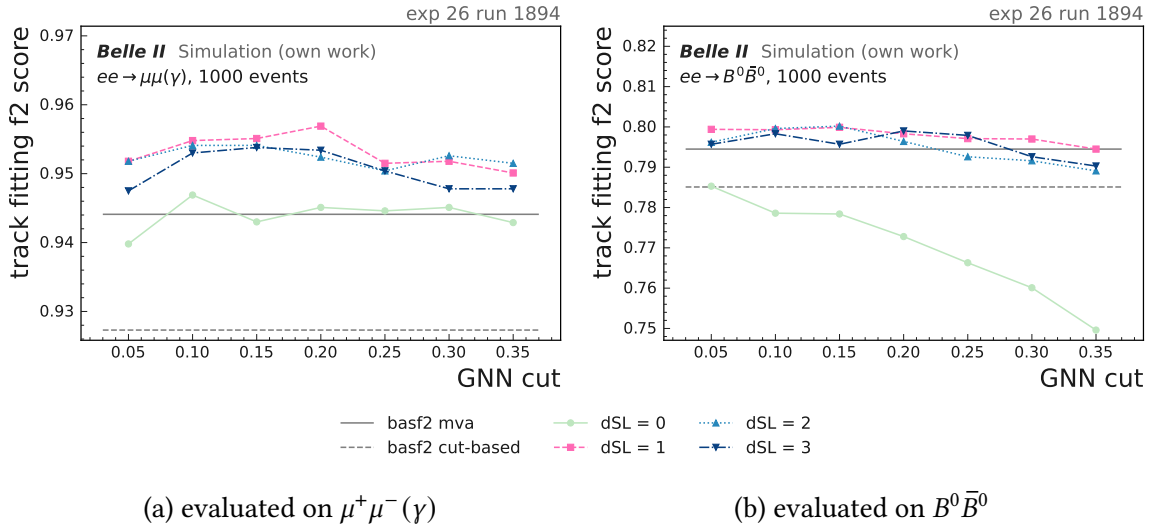 exp 26 run 1894
Belle II Simulation (own work)
ee → μμ(γ), 1000 events
track fitting f2 score
0.97
0.96
0.95
0.94
0.93
0.05 0.10 0.15 0.20 0.25 0.30 0.35
GNN cut
exp 26 run 1894
Belle II Simulation (own work)
ee → B⁰B̄⁰, 1000 events
track fitting f2 score
0.82
0.81
0.80
0.79
0.78
0.77
0.76
0.75
0.05 0.10 0.15 0.20 0.25 0.30 0.35
GNN cut
basf2 mva
basf2 cut-based
dSL = 0
dSL = 1
dSL = 2
dSL = 3
(a) evaluated on μ⁺μ⁻(γ)
(b) evaluated on B⁰B̄⁰